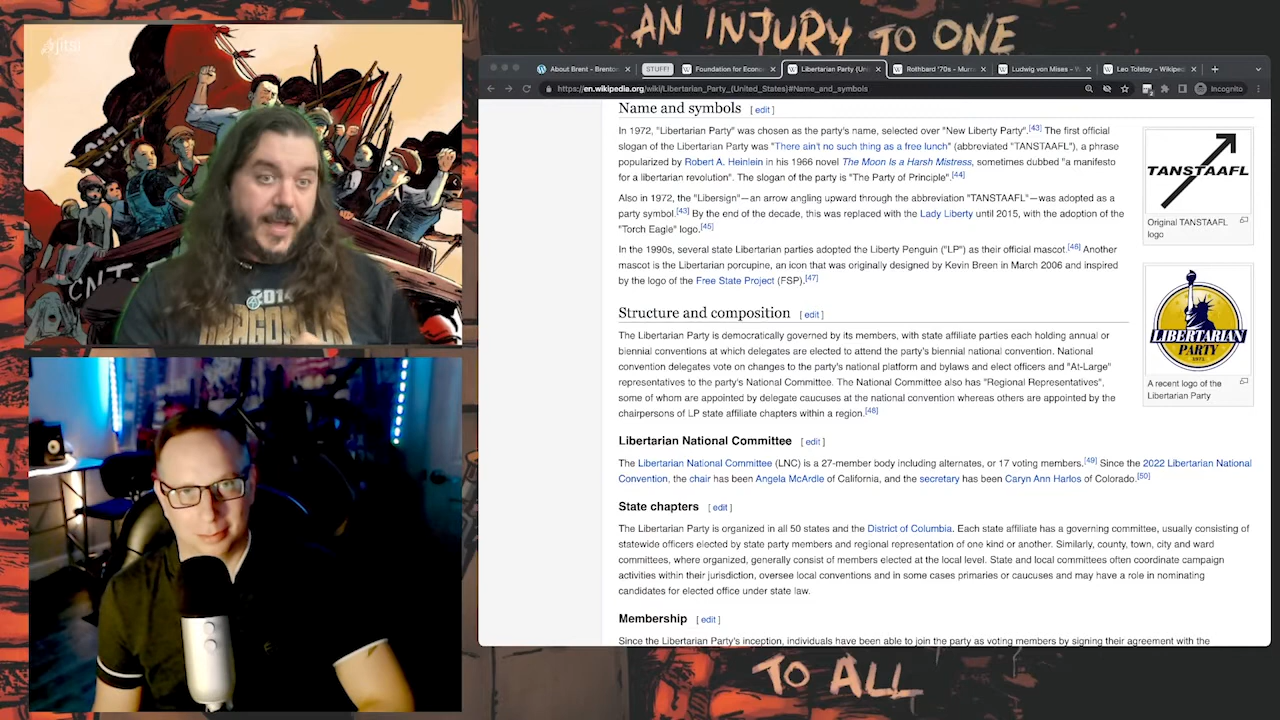 AN INJURY TO ONE
jitsi
About Brent - Brento
STUFF!
Foundation for Econo
Libertarian Party (Uni
Rothbard '70s - Murr
Ludwig von Mises - W
Leo Tolstoy - Wikiped
https://en.wikipedia.org/wiki/Libertarian_Party_(United_States)#Name_and_symbols
Incognito
Name and symbols [ edit ]
In 1972, "Libertarian Party" was chosen as the party's name, selected over "New Liberty Party".[43] The first official
slogan of the Libertarian Party was "There ain't no such thing as a free lunch" (abbreviated "TANSTAAFL"), a phrase
popularized by Robert A. Heinlein in his 1966 novel The Moon Is a Harsh Mistress, sometimes dubbed "a manifesto
for a libertarian revolution". The slogan of the party is "The Party of Principle".[44]
Also in 1972, the "Libersign"—an arrow angling upward through the abbreviation "TANSTAAFL"—was adopted as a
party symbol.[43] By the end of the decade, this was replaced with the Lady Liberty until 2015, with the adoption of the
"Torch Eagle" logo.[45]
In the 1990s, several state Libertarian parties adopted the Liberty Penguin ("LP") as their official mascot.[46] Another
mascot is the Libertarian porcupine, an icon that was originally designed by Kevin Breen in March 2006 and inspired
by the logo of the Free State Project (FSP).[47]
TANSTAAFL
Original TANSTAAFL
logo
LIBERTARIAN
PARTY
1971
A recent logo of the
Libertarian Party
Structure and composition [ edit ]
The Libertarian Party is democratically governed by its members, with state affiliate parties each holding annual or
biennial conventions at which delegates are elected to attend the party's biennial national convention. National
convention delegates vote on changes to the party's national platform and bylaws and elect officers and "At-Large"
representatives to the party's National Committee. The National Committee also has "Regional Representatives",
some of whom are appointed by delegate caucuses at the national convention whereas others are appointed by the
chairpersons of LP state affiliate chapters within a region.[48]
Libertarian National Committee [ edit ]
The Libertarian National Committee (LNC) is a 27-member body including alternates, or 17 voting members.[49] Since the 2022 Libertarian National
Convention, the chair has been Angela McArdle of California, and the secretary has been Caryn Ann Harlos of Colorado.[50]
State chapters [ edit ]
The Libertarian Party is organized in all 50 states and the District of Columbia. Each state affiliate has a governing committee, usually consisting of
statewide officers elected by state party members and regional representation of one kind or another. Similarly, county, town, city and ward
committees, where organized, generally consist of members elected at the local level. State and local committees often coordinate campaign
activities within their jurisdiction, oversee local conventions and in some cases primaries or caucuses and may have a role in nominating
candidates for elected office under state law.
Membership [ edit ]
Since the Libertarian Party's inception, individuals have been able to join the party as voting members by signing their agreement with the
CNT-F
2014
TO ALL